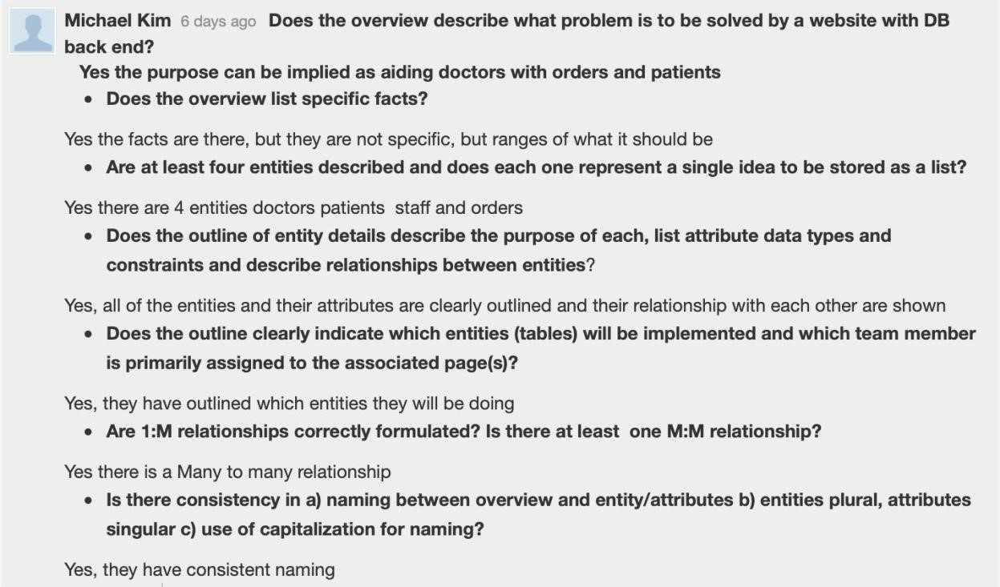 Michael Kim 6 days ago Does the overview describe what problem is to be solved by a website with DB
back end?
Yes the purpose can be implied as aiding doctors with orders and patients
• Does the overview list specific facts?
Yes the facts are there, but they are not specific, but ranges of what it should be
• Are at least four entities described and does each one represent a single idea to be stored as a list?
Yes there are 4 entities doctors patients  staff and orders
• Does the outline of entity details describe the purpose of each, list attribute data types and
constraints and describe relationships between entities?
Yes, all of the entities and their attributes are clearly outlined and their relationship with each other are shown
• Does the outline clearly indicate which entities (tables) will be implemented and which team member
is primarily assigned to the associated page(s)?
Yes, they have outlined which entities they will be doing
• Are 1:M relationships correctly formulated? Is there at least  one M:M relationship?
Yes there is a Many to many relationship
• Is there consistency in a) naming between overview and entity/attributes b) entities plural, attributes
singular c) use of capitalization for naming?
Yes, they have consistent naming